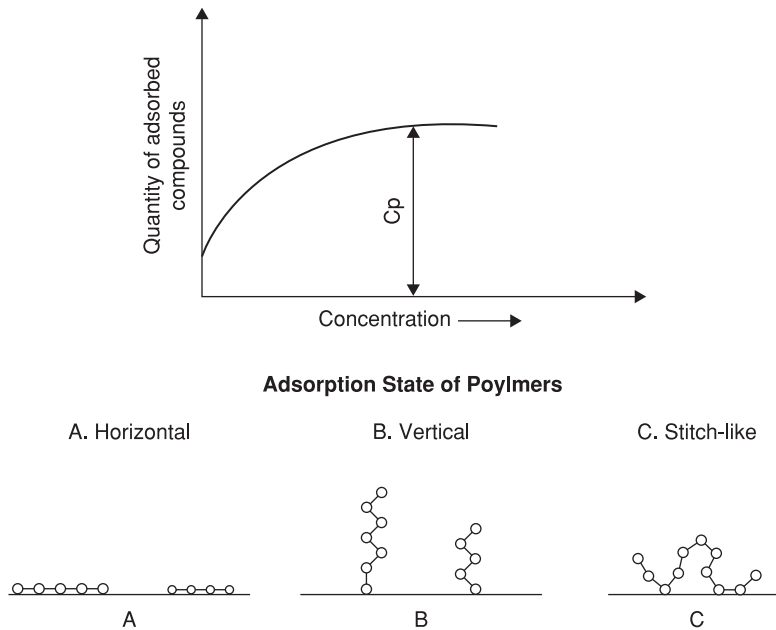 Quantity of adsorbed
compounds
Cp
Concentration
Adsorption State of Poylmers
A. Horizontal
B. Vertical
C. Stitch-like
A
B
C